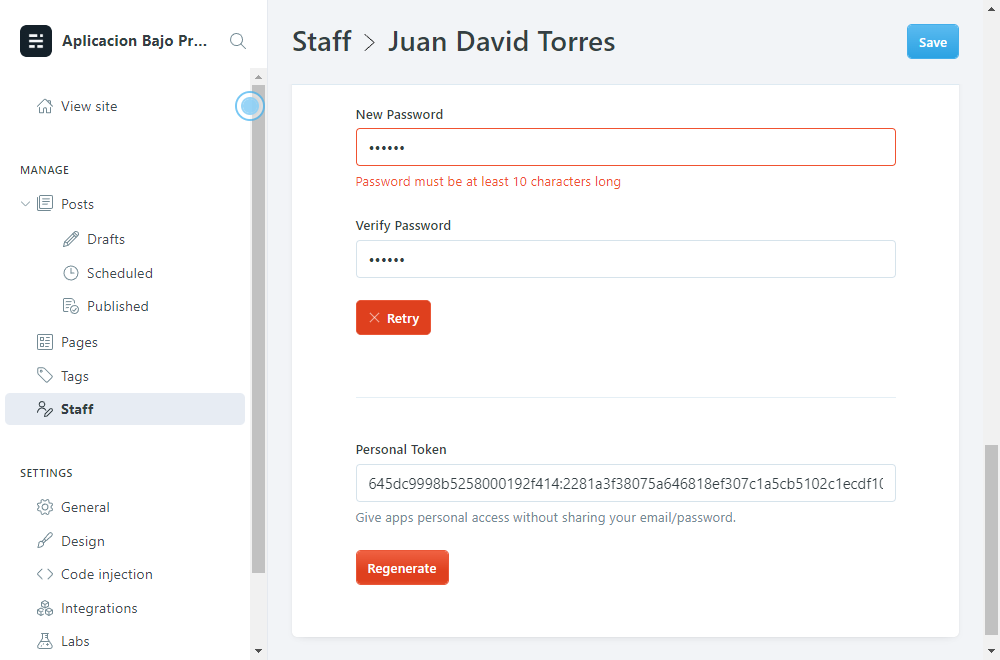 Aplicacion Bajo Pr...
View site
MANAGE
Posts
Drafts
Scheduled
Published
Pages
Tags
Staff
SETTINGS
General
Design
Code injection
Integrations
Labs
Staff > Juan David Torres
Save
New Password
••••••
Password must be at least 10 characters long
Verify Password
••••••
Retry
Personal Token
645dc9998b5258000192f414:2281a3f38075a646818ef307c1a5cb5102c1ecdf10
Give apps personal access without sharing your email/password.
Regenerate